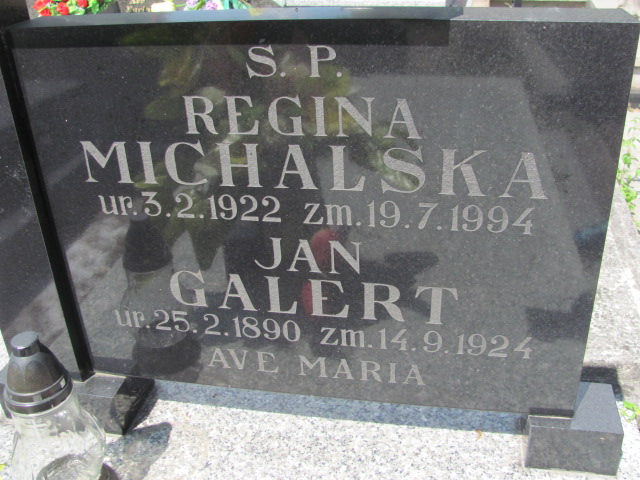 Ś. P.
REGINA
MICHALSKA
ur. 3. 2. 1922 zm. 19. 7. 1994
JAN
GALERT
ur. 25. 2. 1890 zm. 14. 9. 1924
AVE MARIA